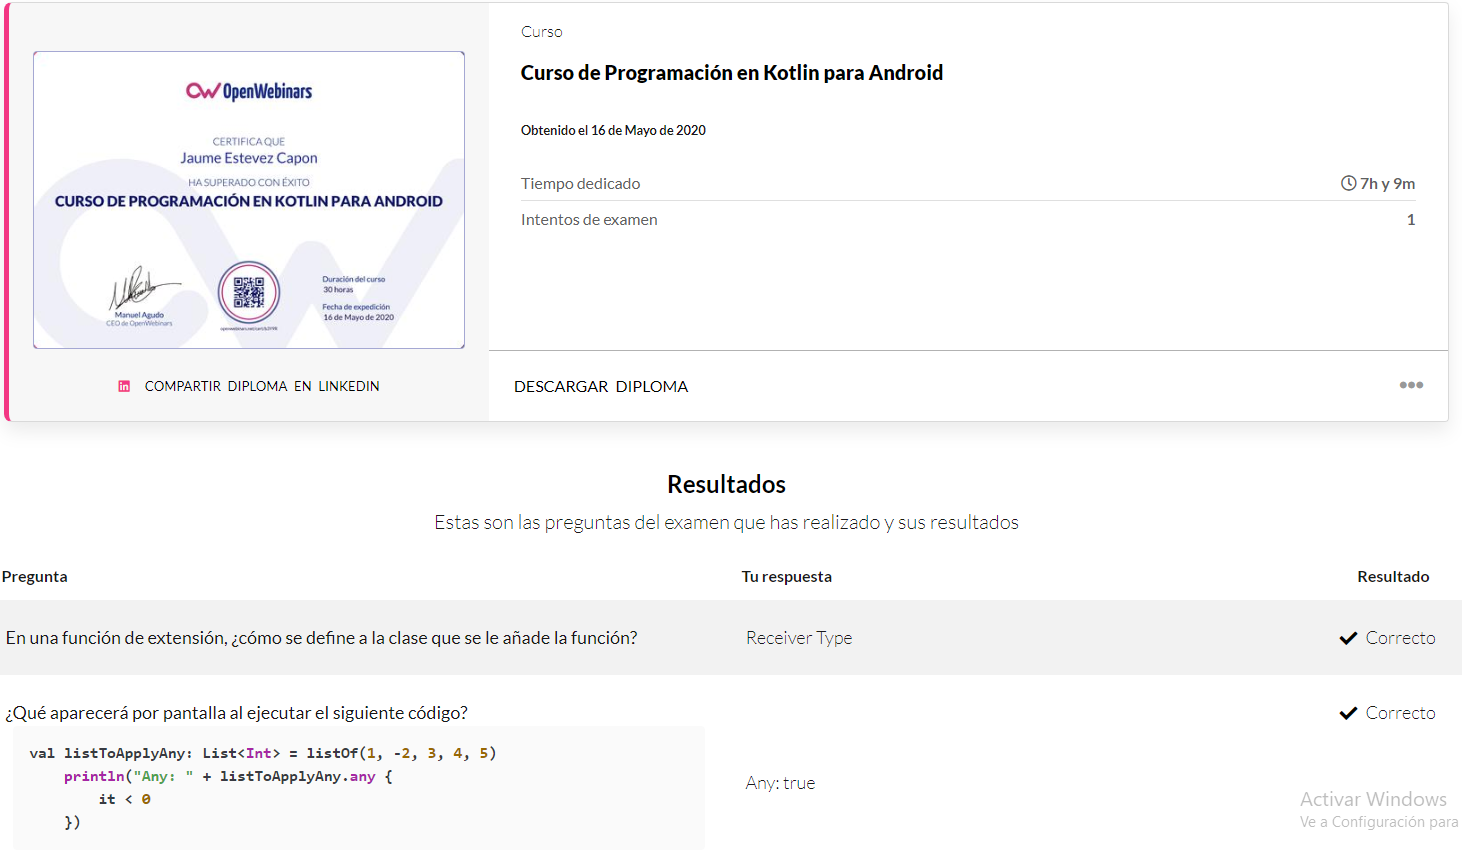 OpenWebinars
CERTIFICA QUE
Jaume Estevez Capon
HA SUPERADO CON ÉXITO
CURSO DE PROGRAMACIÓN EN KOTLIN PARA ANDROID
Manuel Agudo
CEO de OpenWebinars
Duración del curso
30 horas
Fecha de expedición
16 de Mayo de 2020
COMPARTIR DIPLOMA EN LINKEDIN
Curso
Curso de Programación en Kotlin para Android
Obtenido el 16 de Mayo de 2020
Tiempo dedicado 7h y 9m
Intentos de examen 1
DESCARGAR DIPLOMA
Resultados
Estas son las preguntas del examen que has realizado y sus resultados
Pregunta Tu respuesta Resultado
En una función de extensión, ¿cómo se define a la clase que se le añade la función? Receiver Type Correcto
¿Qué aparecerá por pantalla al ejecutar el siguiente código? Correcto
val listToApplyAny: List<Int> = listOf(1, -2, 3, 4, 5)
println("Any: " + listToApplyAny.any {
it < 0
})
Any: true
Activar Windows
Ve a Configuración para